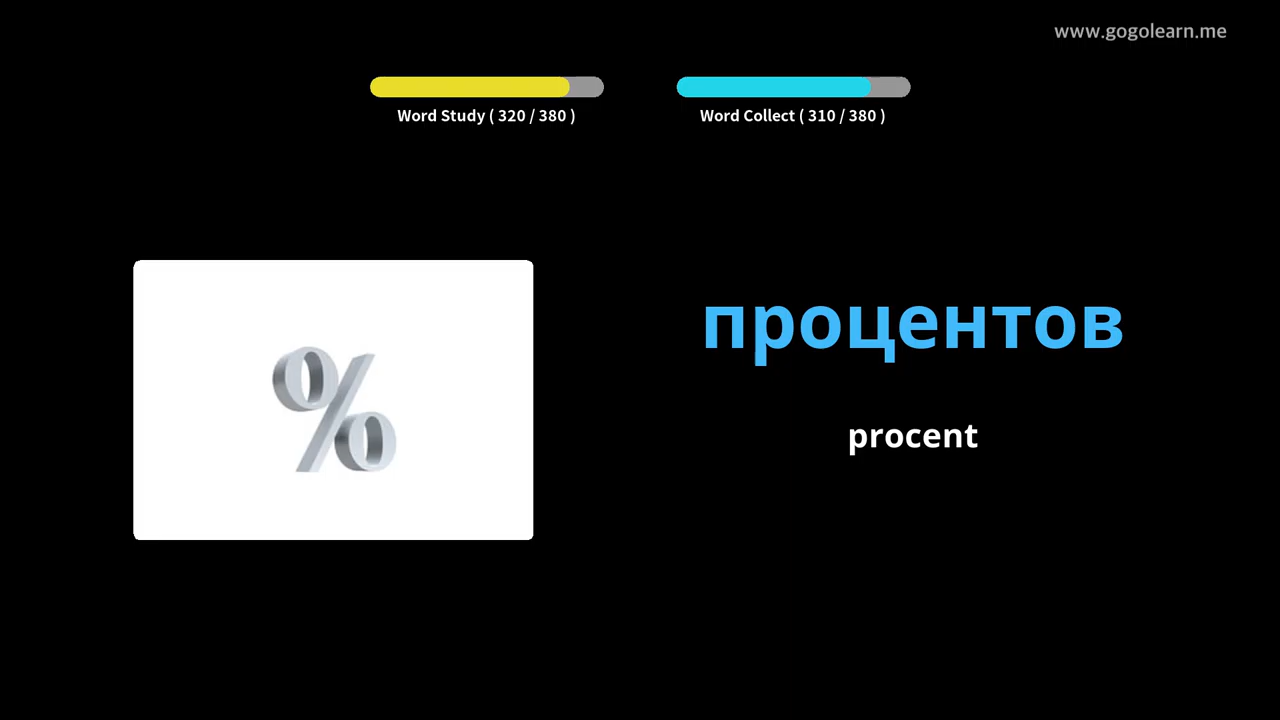 www.gogolearn.me
Word Study ( 320 / 380 )
Word Collect ( 310 / 380 )
%
процентов
procent